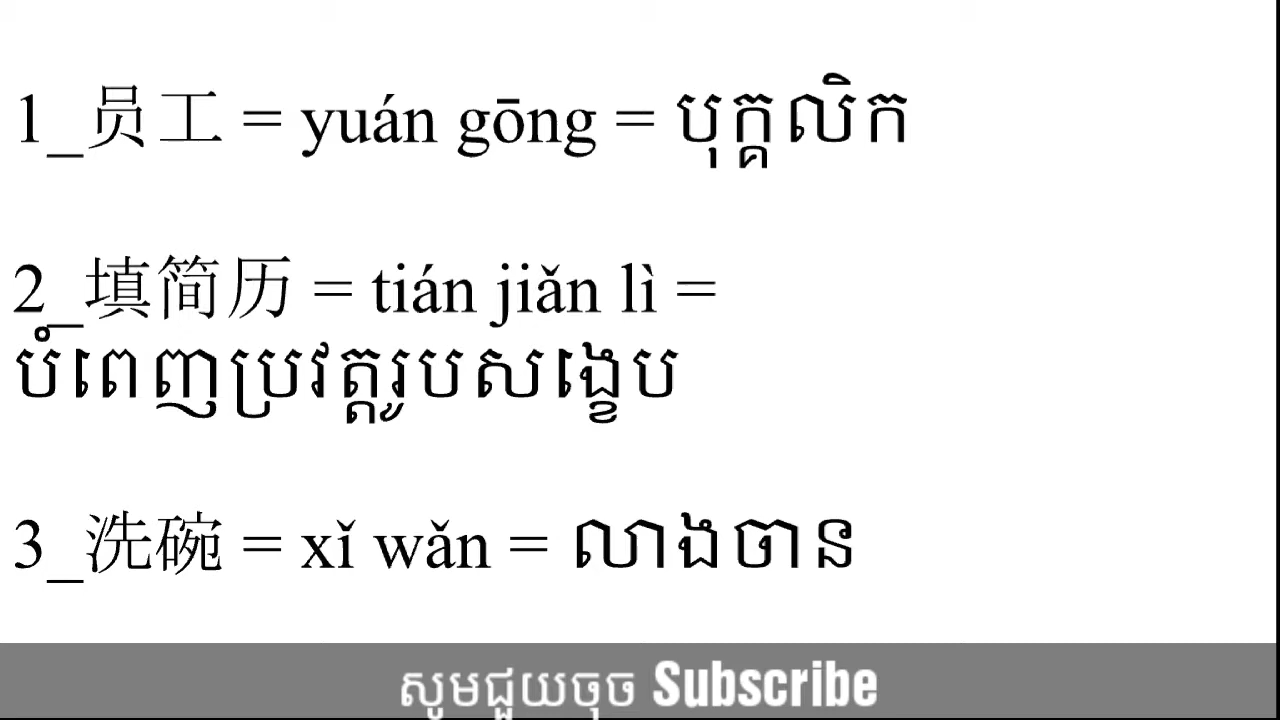 1_员工 = yuán gōng = បុគ្គលិក
2_填简历 = tián jiǎn lì =
បំពេញប្រវត្តរូបសង្ខេប
3_洗碗 = xǐ wǎn = លាងចាន
សូមជួយចុច Subscribe